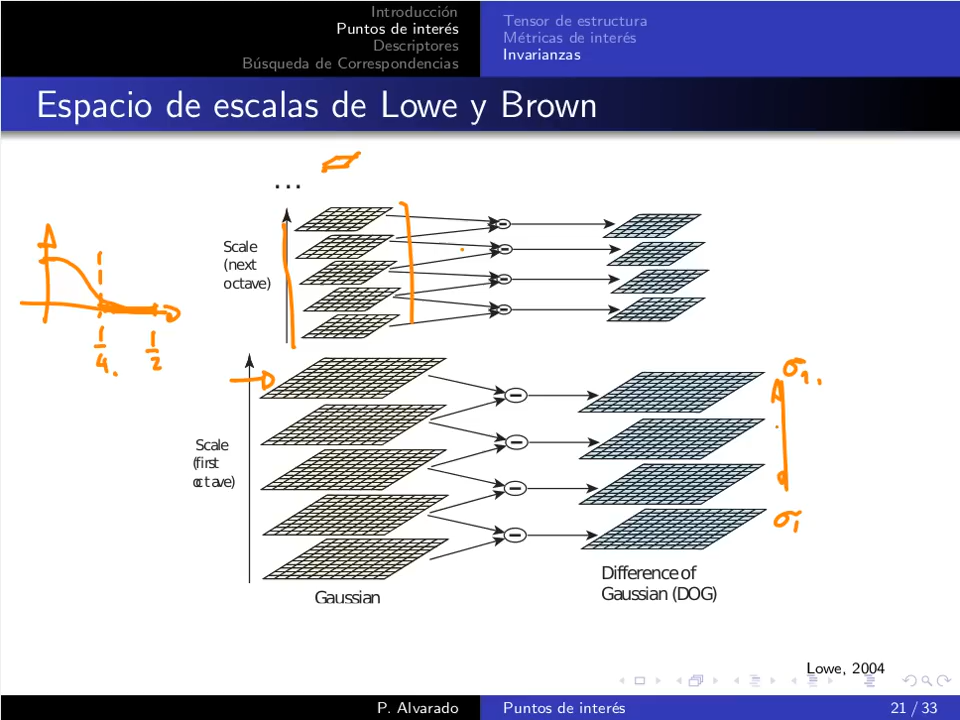 Introducción
Puntos de interés
Descriptores
Búsqueda de Correspondencias
Tensor de estructura
Métricas de interés
Invarianzas
Espacio de escalas de Lowe y Brown
...
Scale
(next
octave)
1/4.
1/2
Scale
(first
octave)
σ1.
σi
Gaussian
Difference of
Gaussian (DOG)
Lowe, 2004
P. Alvarado
Puntos de interés
21 / 33